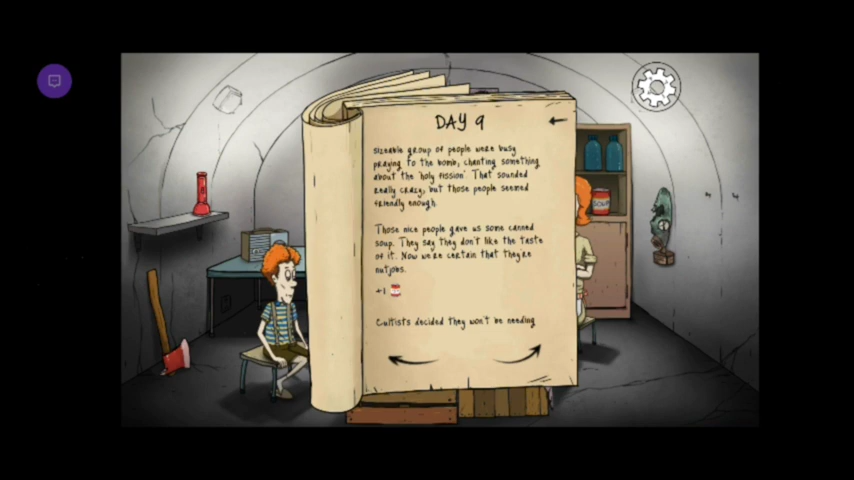 DAY 9
sizeable group of people were busy
praying to the bomb, chanting something
about the 'holy fission'. That sounded
really crazy, but those people seemed
friendly enough.
Those nice people gave us some canned
soup. They say they don't like the taste
of it. Now we're certain that they're
nutjobs.
+1
Cultists decided they won't be needing
SOUP